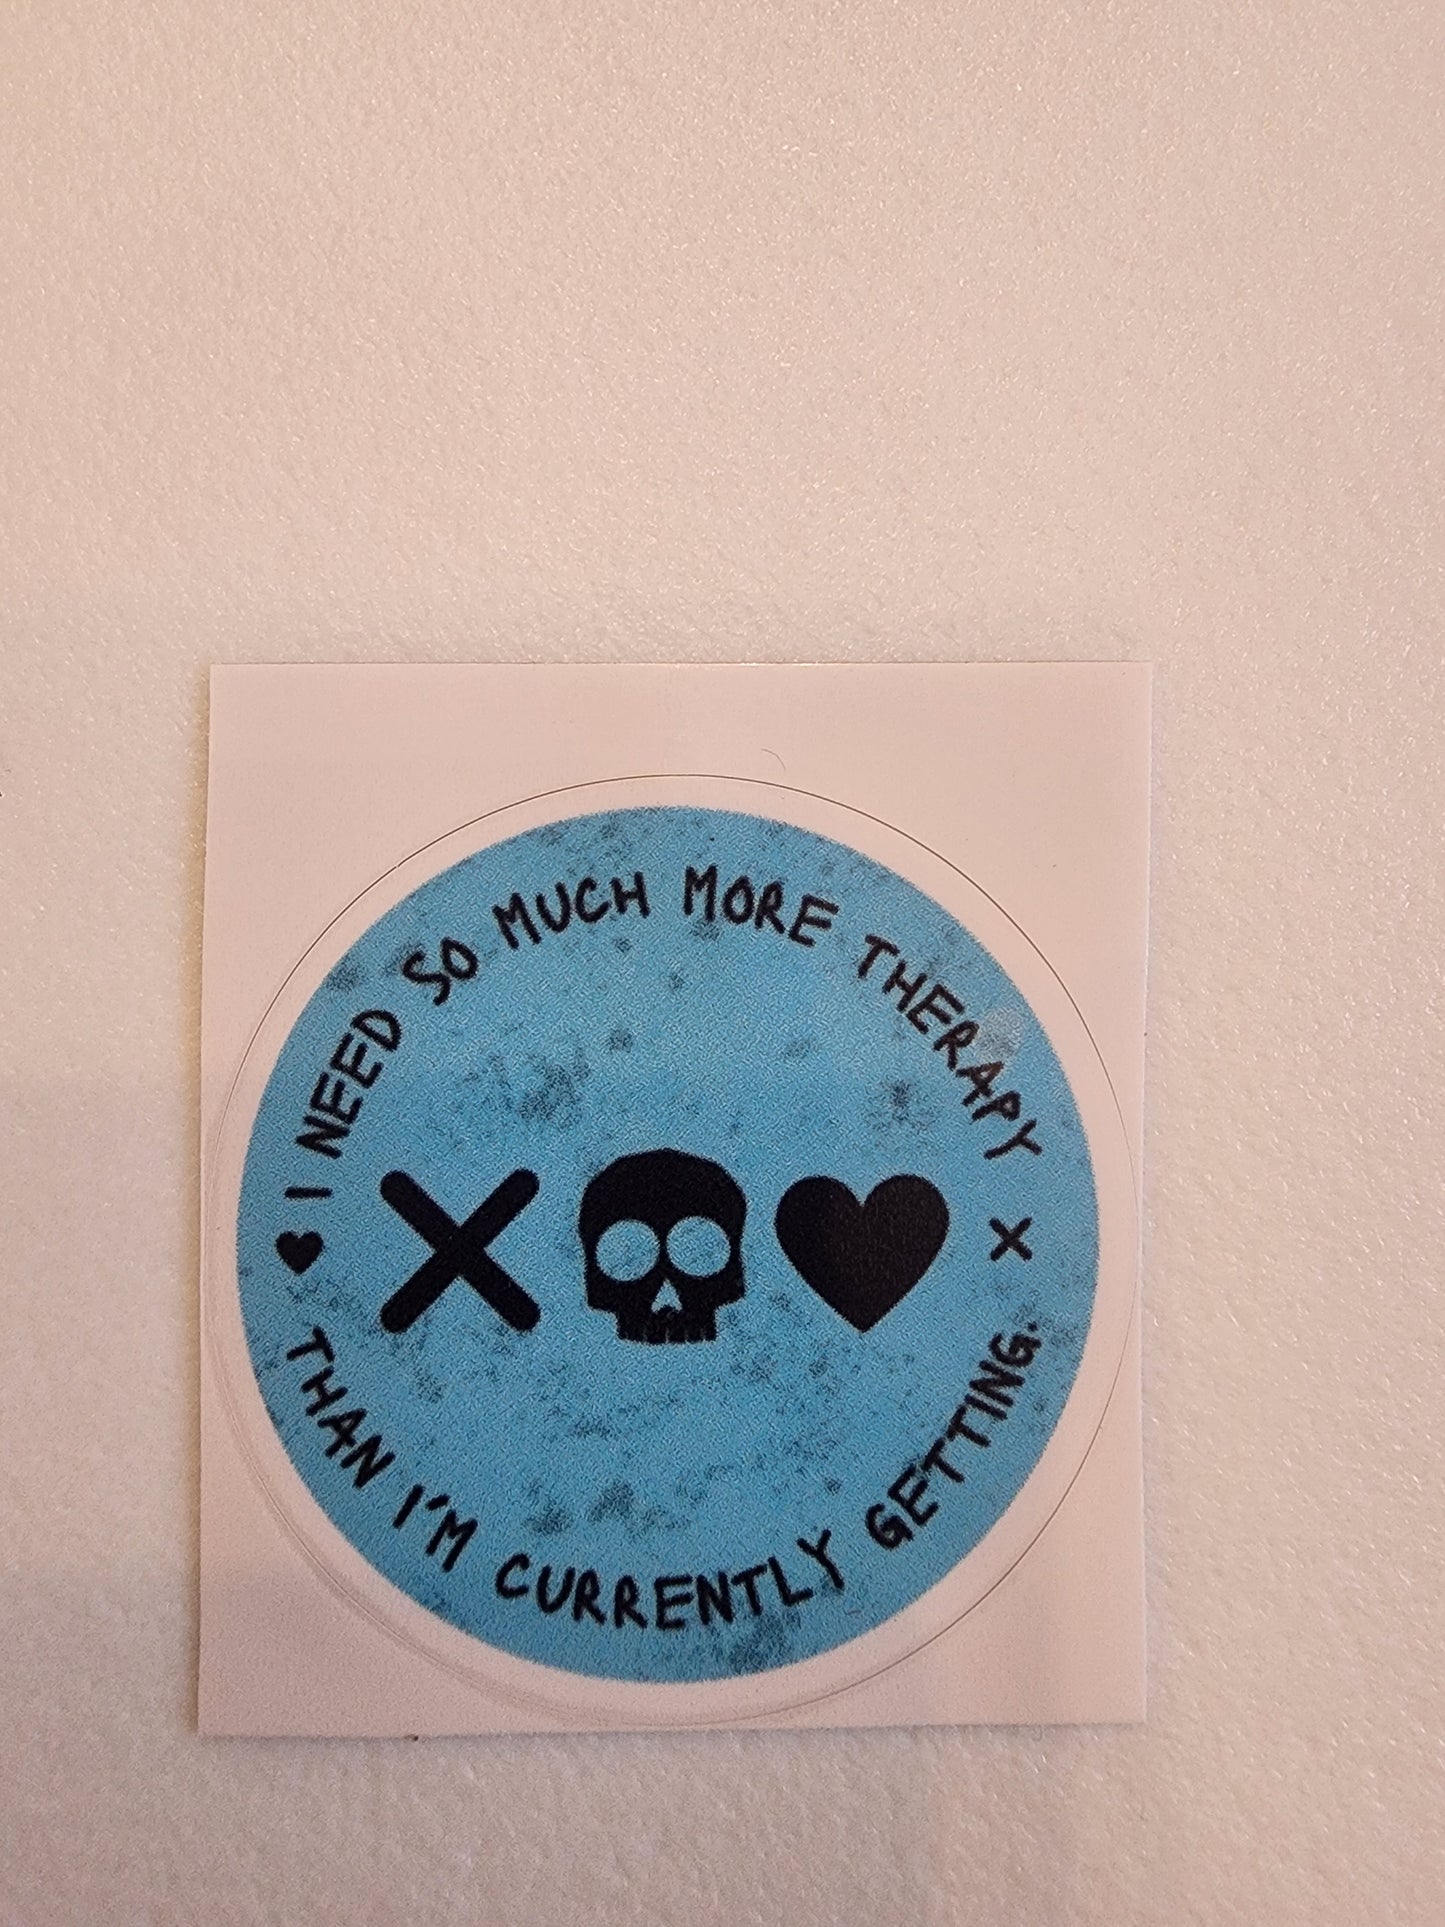 I NEED SO MUCH MORE THERAPY
THAN I'M CURRENTLY GETTING.